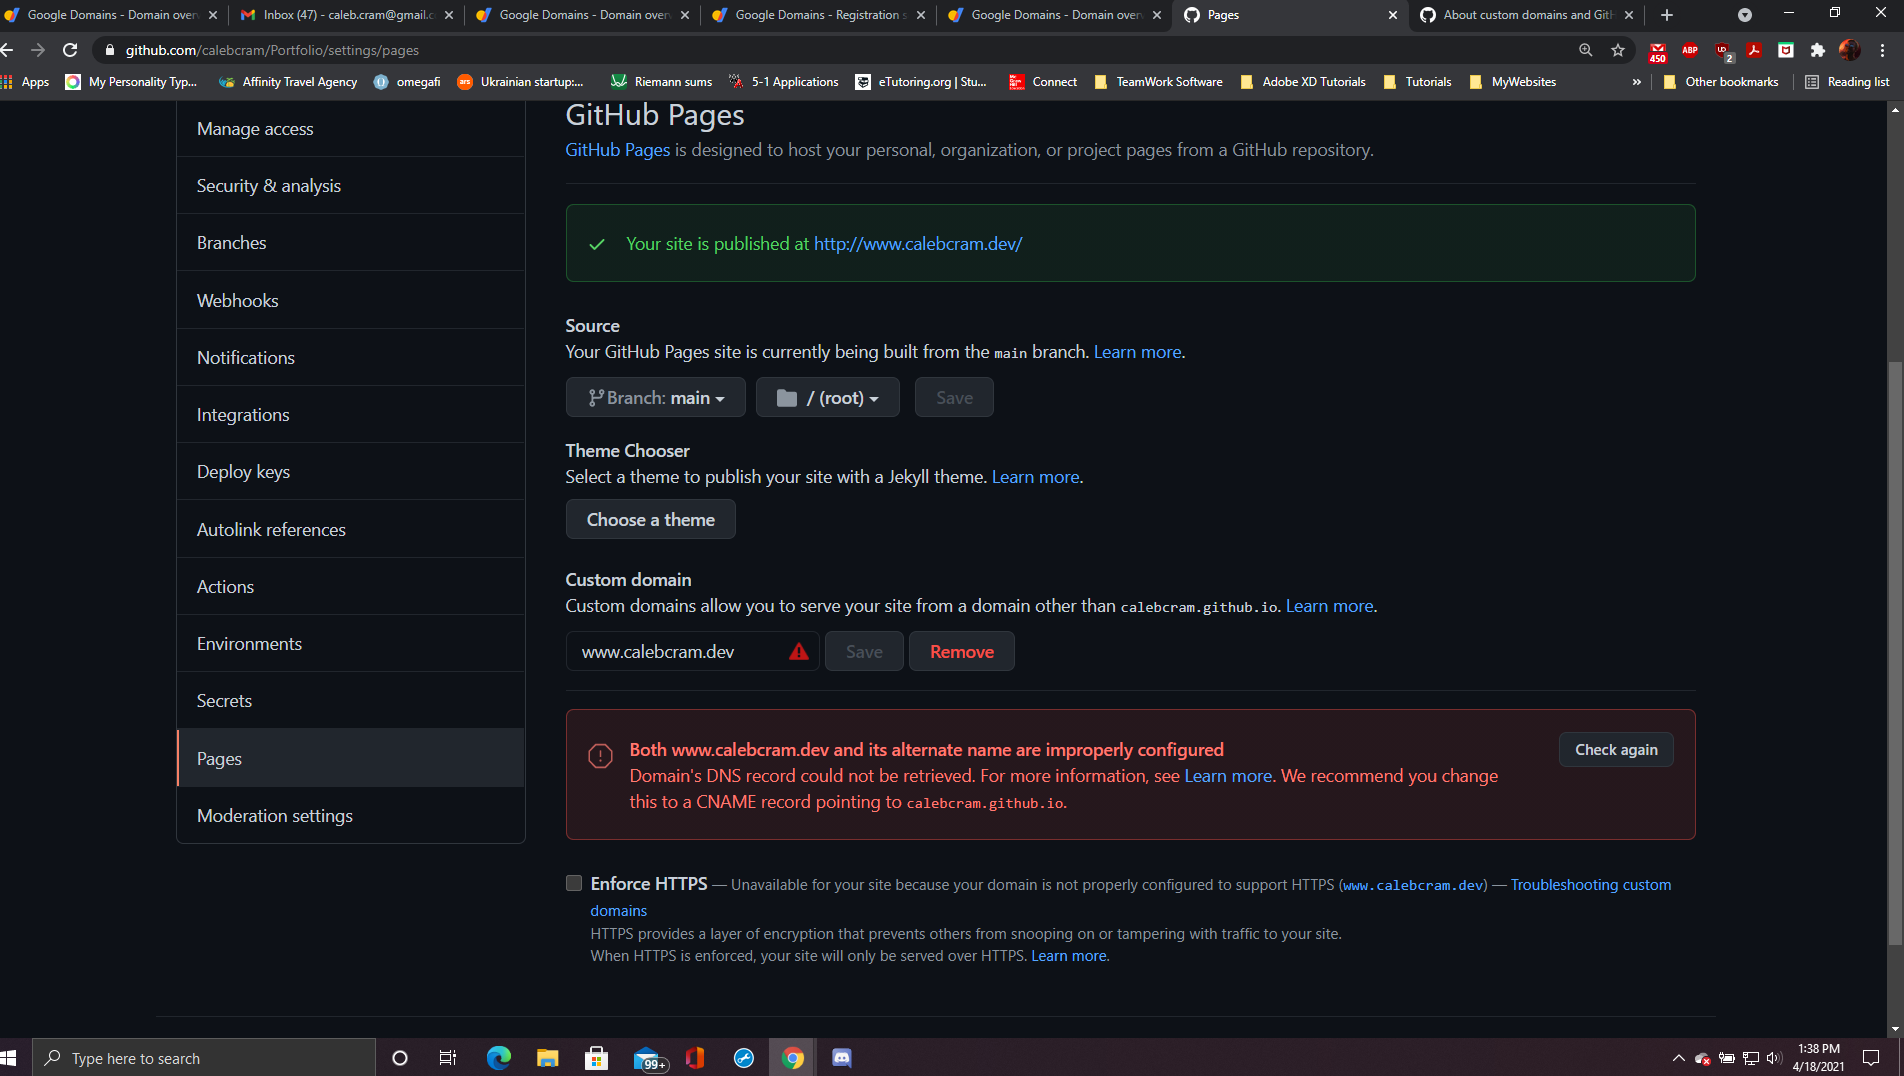 Google Domains - Domain over
Inbox (47) - caleb.cram@gmail.c
Google Domains - Domain over
Google Domains - Registration s
Google Domains - Domain over
Pages
About custom domains and GitH
github.com/calebcram/Portfolio/settings/pages
450
ABP
2
Apps
My Personality Typ...
Affinity Travel Agency
omegafi
ars
Ukrainian startup:...
Riemann sums
5-1 Applications
eTutoring.org | Stu...
Connect
TeamWork Software
Adobe XD Tutorials
Tutorials
MyWebsites
»
Other bookmarks
Reading list
Manage access
Security & analysis
Branches
Webhooks
Notifications
Integrations
Deploy keys
Autolink references
Actions
Environments
Secrets
Pages
Moderation settings
GitHub Pages
GitHub Pages is designed to host your personal, organization, or project pages from a GitHub repository.
Your site is published at http://www.calebcram.dev/
Source
Your GitHub Pages site is currently being built from the main branch. Learn more.
Branch: main
/ (root)
Save
Theme Chooser
Select a theme to publish your site with a Jekyll theme. Learn more.
Choose a theme
Custom domain
Custom domains allow you to serve your site from a domain other than calebcram.github.io. Learn more.
www.calebcram.dev
Save
Remove
Both www.calebcram.dev and its alternate name are improperly configured
Domain's DNS record could not be retrieved. For more information, see Learn more. We recommend you change
this to a CNAME record pointing to calebcram.github.io.
Check again
Enforce HTTPS — Unavailable for your site because your domain is not properly configured to support HTTPS (www.calebcram.dev) — Troubleshooting custom
domains
HTTPS provides a layer of encryption that prevents others from snooping on or tampering with traffic to your site.
When HTTPS is enforced, your site will only be served over HTTPS. Learn more.
Type here to search
99+
1:38 PM
4/18/2021